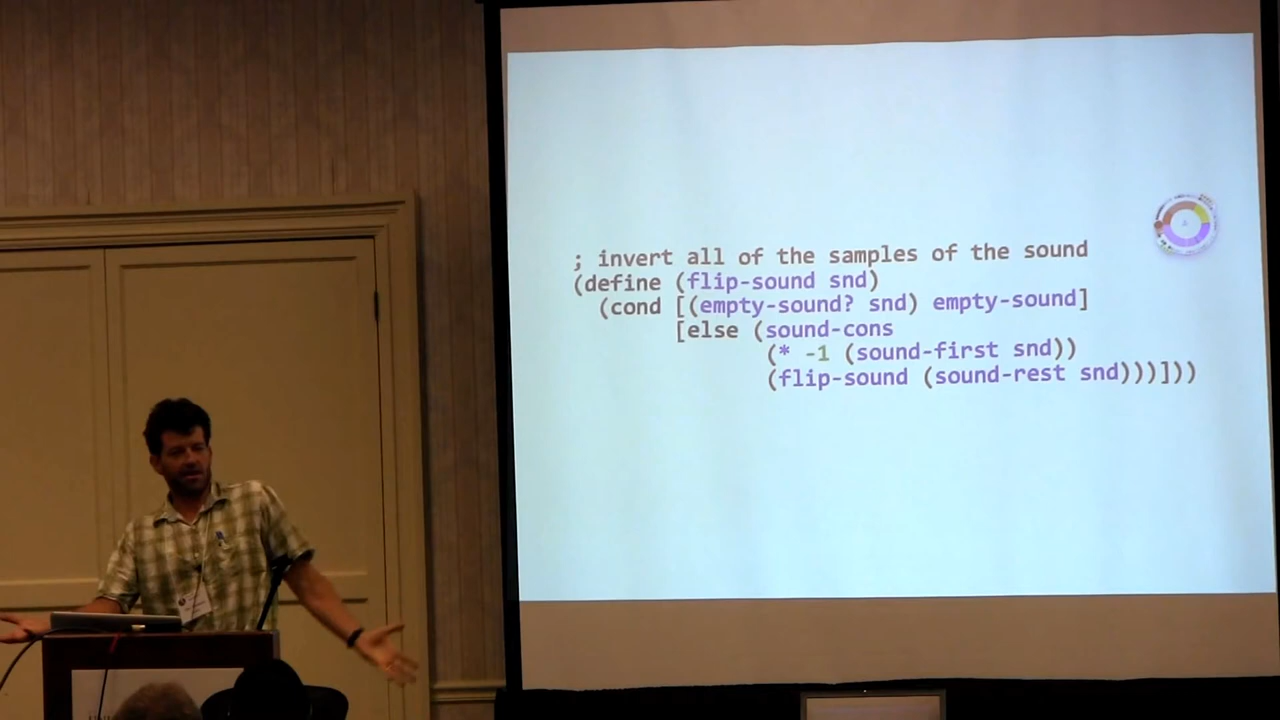 ; invert all of the samples of the sound
(define (flip-sound snd)
(cond [(empty-sound? snd) empty-sound]
[else (sound-cons
(* -1 (sound-first snd))
(flip-sound (sound-rest snd)))]))